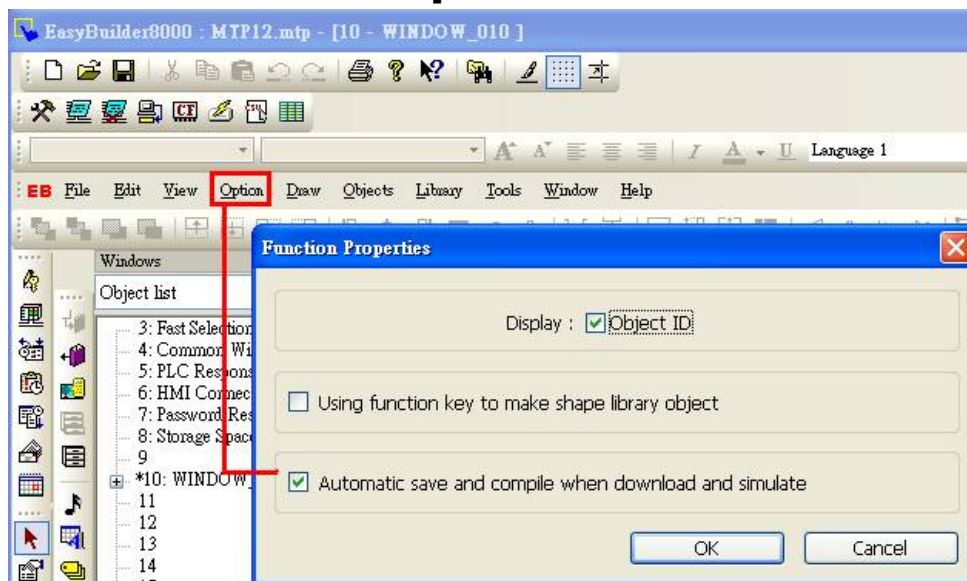 EasyBuilder8000 : MTP12.mtp - [10 - WINDOW_010 ]
CF
Language 1
EB File Edit View Option Draw Objects Library Tools Window Help
Windows
Object list
3: Fast Selection
4: Common Wi
5: PLC Respons
6: HMI Connec
7: Password Res
8: Storage Space
9
*10: WINDOW_
11
12
13
14
Function Properties
Display : Object ID
Using function key to make shape library object
Automatic save and compile when download and simulate
OK Cancel